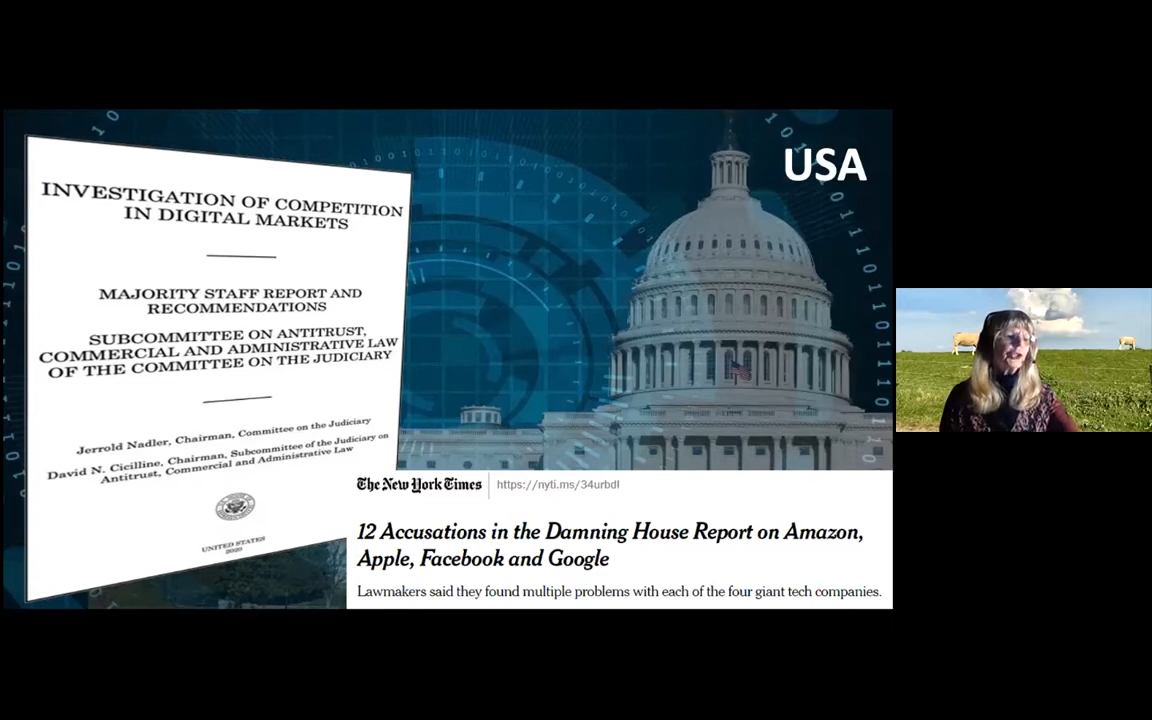 USA
INVESTIGATION OF COMPETITION
IN DIGITAL MARKETS
MAJORITY STAFF REPORT AND
RECOMMENDATIONS
SUBCOMMITTEE ON ANTITRUST,
COMMERCIAL AND ADMINISTRATIVE LAW
OF THE COMMITTEE ON THE JUDICIARY
Jerrold Nadler, Chairman, Committee on the Judiciary
David N. Cicilline, Chairman, Subcommittee of the Judiciary on
Antitrust, Commercial and Administrative Law
UNITED STATES
2020
The New York Times https://nyti.ms/34urbdI
12 Accusations in the Damning House Report on Amazon,
Apple, Facebook and Google
Lawmakers said they found multiple problems with each of the four giant tech companies.